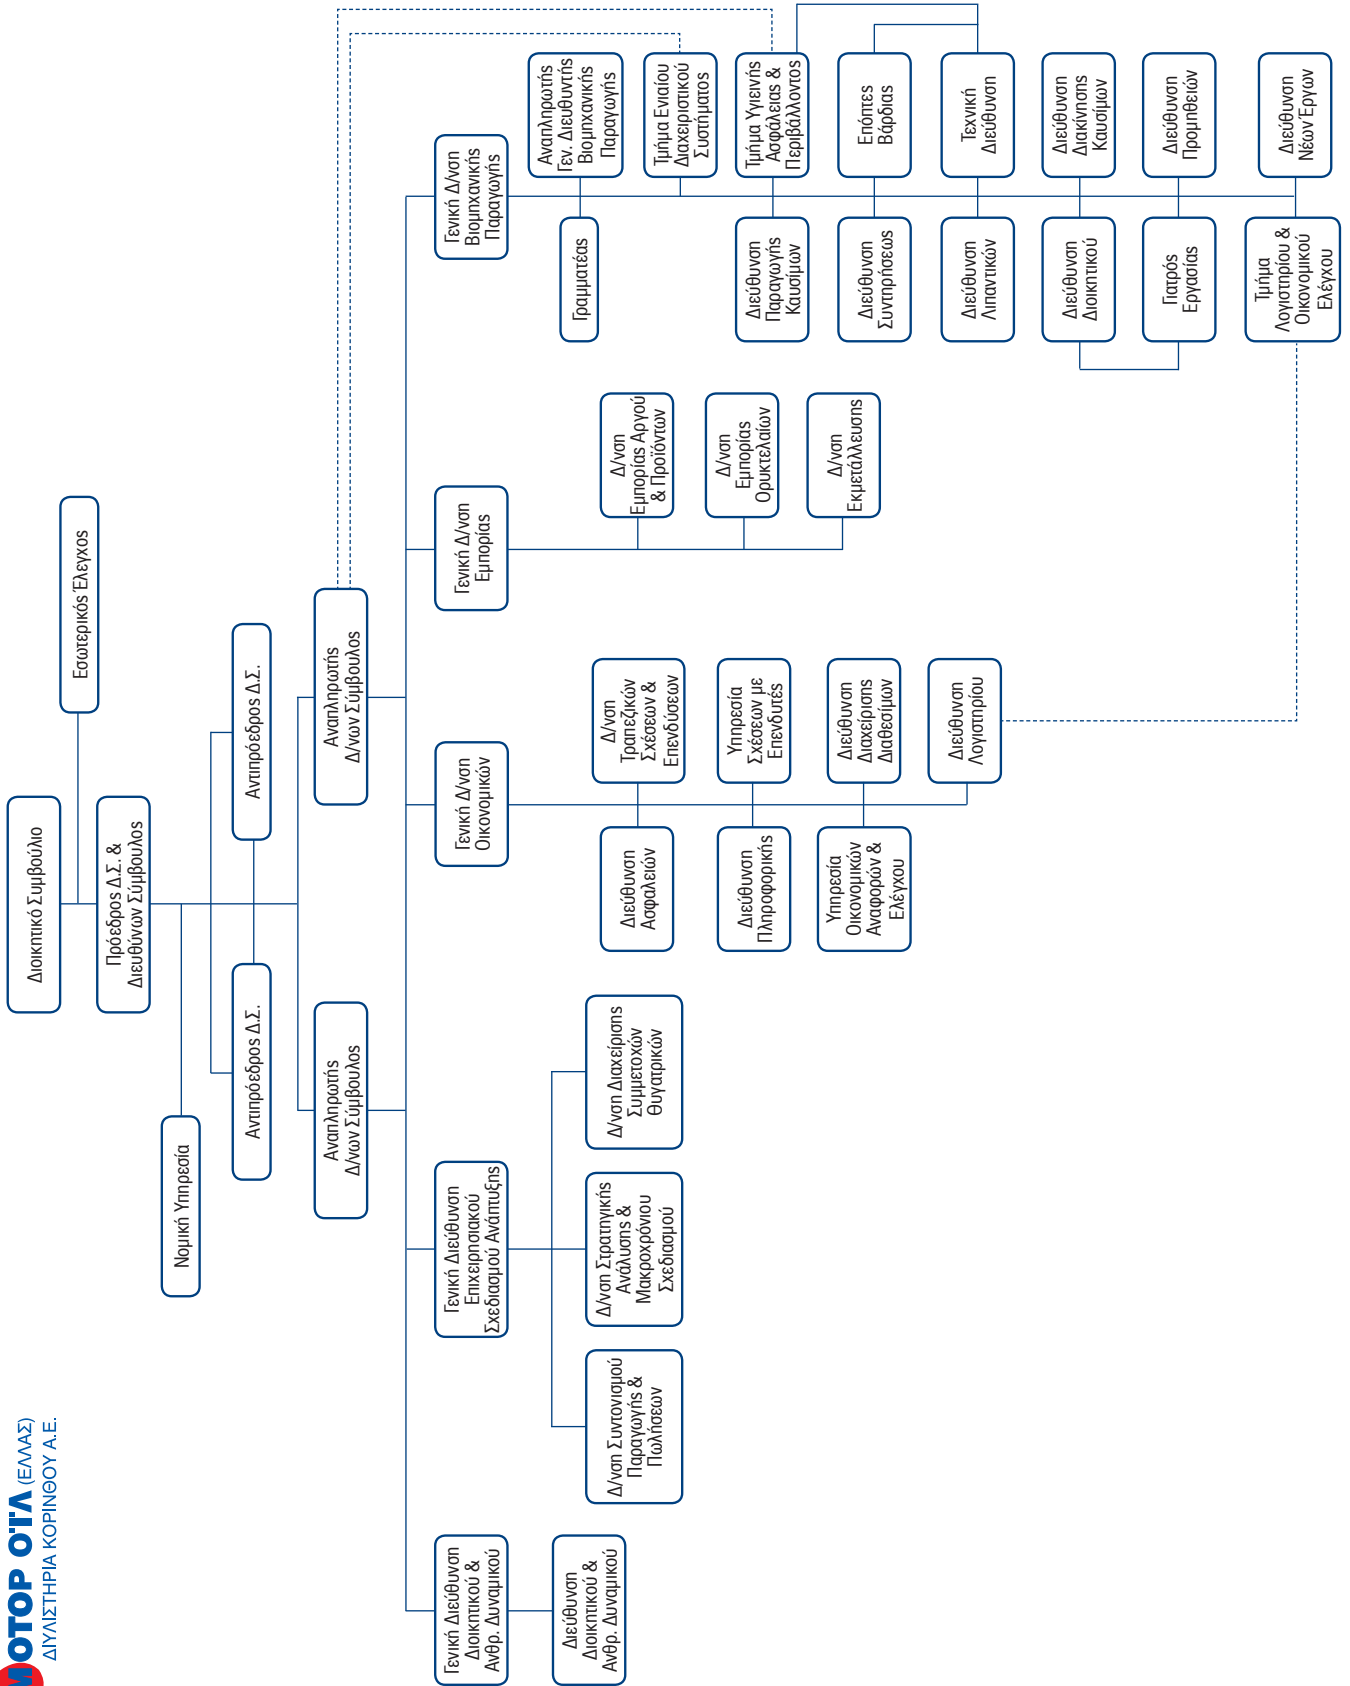 ΜΟΤΟΡ ΟΪΛ (ΕΛΛΑΣ)
ΔΙΥΛΙΣΤΗΡΙΑ ΚΟΡΙΝΘΟΥ Α.Ε.
Διοικητικό Συμβούλιο
Εσωτερικός Έλεγχος
Πρόεδρος Δ.Σ. &
Διευθύνων Σύμβουλος
Νομική Υπηρεσία
Αντιπρόεδρος Δ.Σ.
Αντιπρόεδρος Δ.Σ.
Αναπληρωτής
Δ/νων Σύμβουλος
Αναπληρωτής
Δ/νων Σύμβουλος
Γενική Διεύθυνση
Διοικητικού &
Ανθρ. Δυναμικού
Γενική Διεύθυνση
Επιχειρησιακού
Σχεδιασμού Ανάπτυξης
Γενική Δ/νση
Οικονομικών
Γενική Δ/νση
Εμπορίας
Γενική Δ/νση
Βιομηχανικής
Παραγωγής
Διεύθυνση
Διοικητικού &
Ανθρ. Δυναμικού
Δ/νση Συντονισμού
Παραγωγής &
Πωλήσεων
Δ/νση Στρατηγικής
Ανάλυσης &
Μακροχρόνιου
Σχεδιασμού
Δ/νση Διαχείρισης
Συμμετοχών
Θυγατρικών
Διεύθυνση
Ασφαλειών
Δ/νση
Τραπεζικών
Σχέσεων &
Επενδύσεων
Διεύθυνση
Πληροφορικής
Υπηρεσία
Σχέσεων με
Επενδυτές
Υπηρεσία
Οικονομικών
Αναφορών &
Ελέγχου
Διεύθυνση
Διαχείρισης
Διαθεσίμων
Διεύθυνση
Λογιστηρίου
Δ/νση
Εμπορίας Αργού
& Προϊόντων
Δ/νση
Εμπορίας
Ορυκτελαίων
Δ/νση
Εκμετάλλευσης
Γραμματέας
Αναπληρωτής
Γεν. Διευθυντής
Βιομηχανικής
Παραγωγής
Τμήμα Ενιαίου
Διαχειριστικού
Συστήματος
Διεύθυνση
Παραγωγής
Καυσίμων
Τμήμα Υγιεινής
Ασφάλειας &
Περιβάλλοντος
Διεύθυνση
Συντηρήσεως
Επόπτες
Βάρδιας
Διεύθυνση
Λιπαντικών
Τεχνική
Διεύθυνση
Διεύθυνση
Διοικητικού
Διεύθυνση
Διακίνησης
Καυσίμων
Γιατρός
Εργασίας
Διεύθυνση
Προμηθειών
Τμήμα
Λογιστηρίου &
Οικονομικού
Ελέγχου
Διεύθυνση
Νέων Έργων